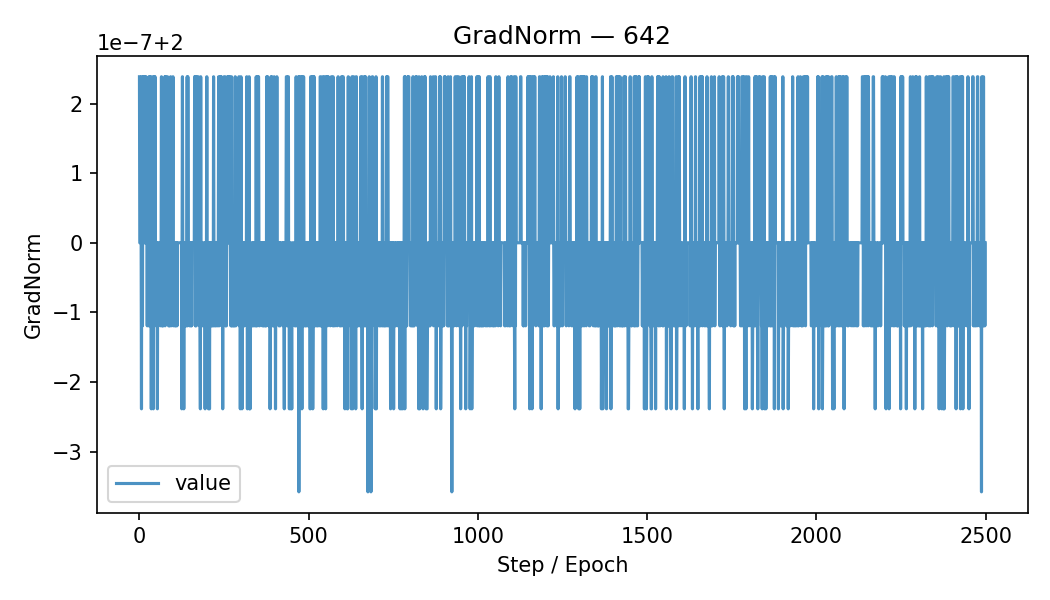 GradNorm — 642
1e−7+2
GradNorm
2
1
0
−1
−2
−3
value
0 500 1000 1500 2000 2500
Step / Epoch